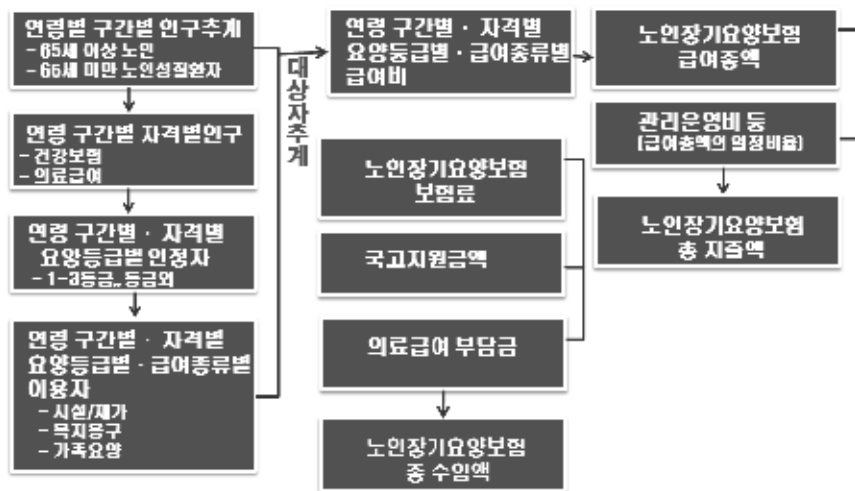 연령별 구간별 인구추계
- 65세 이상 노인
- 65세 미만 노인성질환자
연령 구간별 자격별인구
- 건강보험
- 의료급여
연령 구간별 · 자격별
요양등급별 인정자
- 1-3등급, 등급외
연령 구간별 · 자격별
요양등급별 · 급여종류별
이용자
- 시설/재가
- 복지용구
- 가족요양
대상자추계
연령 구간별 · 자격별
요양등급별 · 급여종류별
급여비
노인장기요양보험
보험료
국고지원금액
의료급여 부담금
노인장기요양보험
총 수입액
노인장기요양보험
급여총액
관리운영비 등
(급여총액의 일정비율)
노인장기요양보험
총 지출액